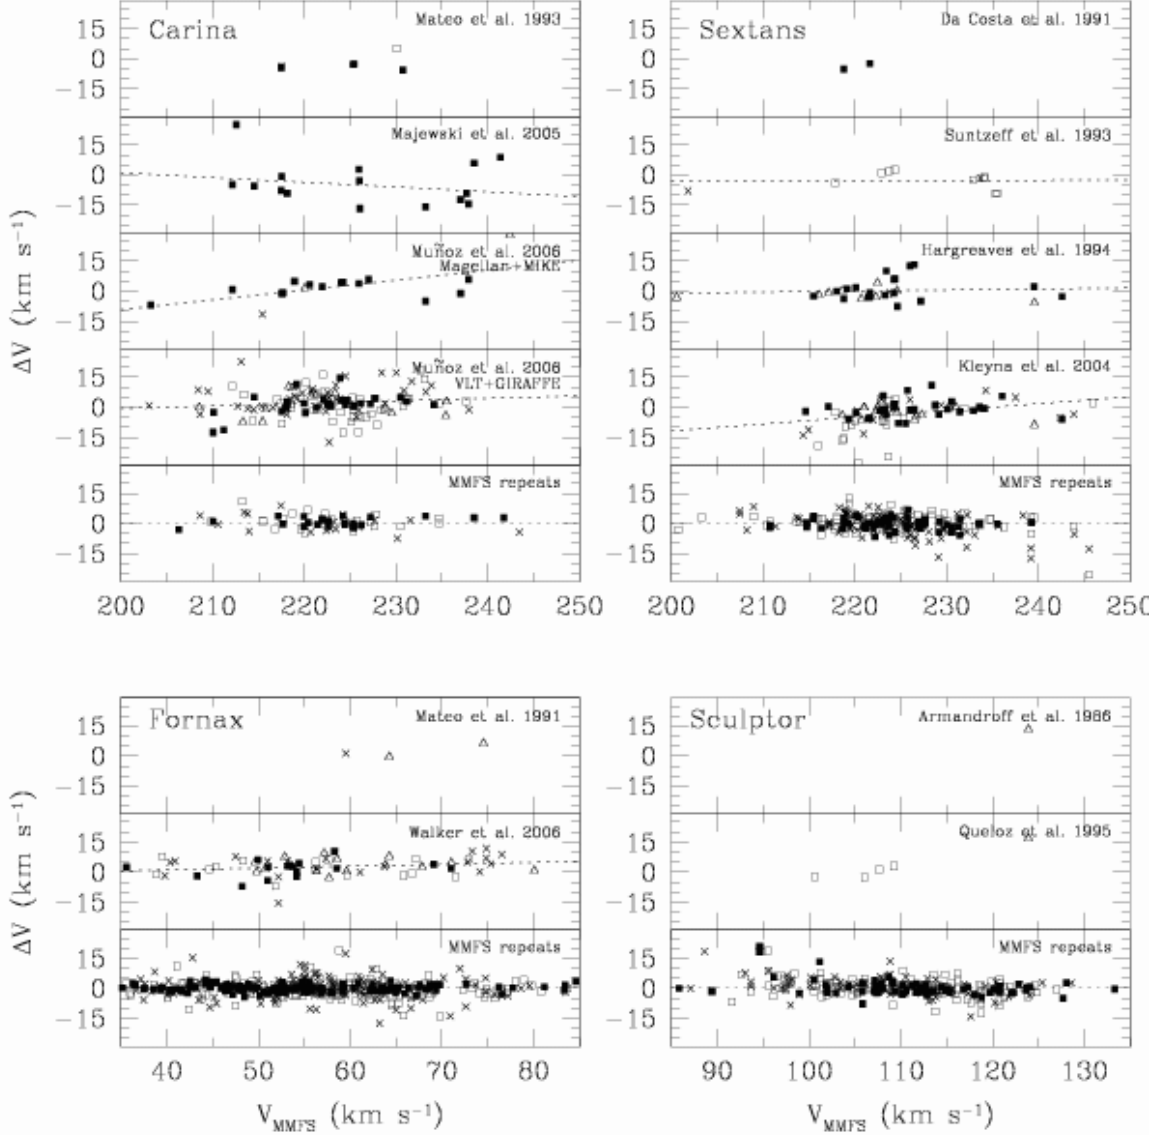 Carina
Mateo et al. 1993
15
0
−15
Majewski et al. 2005
15
0
−15
Muñoz et al. 2006
Magellan+MIKE
15
0
−15
Muñoz et al. 2006
VLT+GIRAFFE
15
0
−15
MMFS repeats
15
0
−15
200 210 220 230 240 250
ΔV (km s⁻¹)
Sextans
Da Costa et al. 1991
15
0
−15
Suntzeff et al. 1993
15
0
−15
Hargreaves et al. 1994
15
0
−15
Kleyna et al. 2004
15
0
−15
MMFS repeats
15
0
−15
200 210 220 230 240 250
Fornax
Mateo et al. 1991
15
0
−15
Walker et al. 2006
15
0
−15
MMFS repeats
15
0
−15
40 50 60 70 80
V_MMFS (km s⁻¹)
ΔV (km s⁻¹)
Sculptor
Armandroff et al. 1986
15
0
−15
Queloz et al. 1995
15
0
−15
MMFS repeats
15
0
−15
90 100 110 120 130
V_MMFS (km s⁻¹)